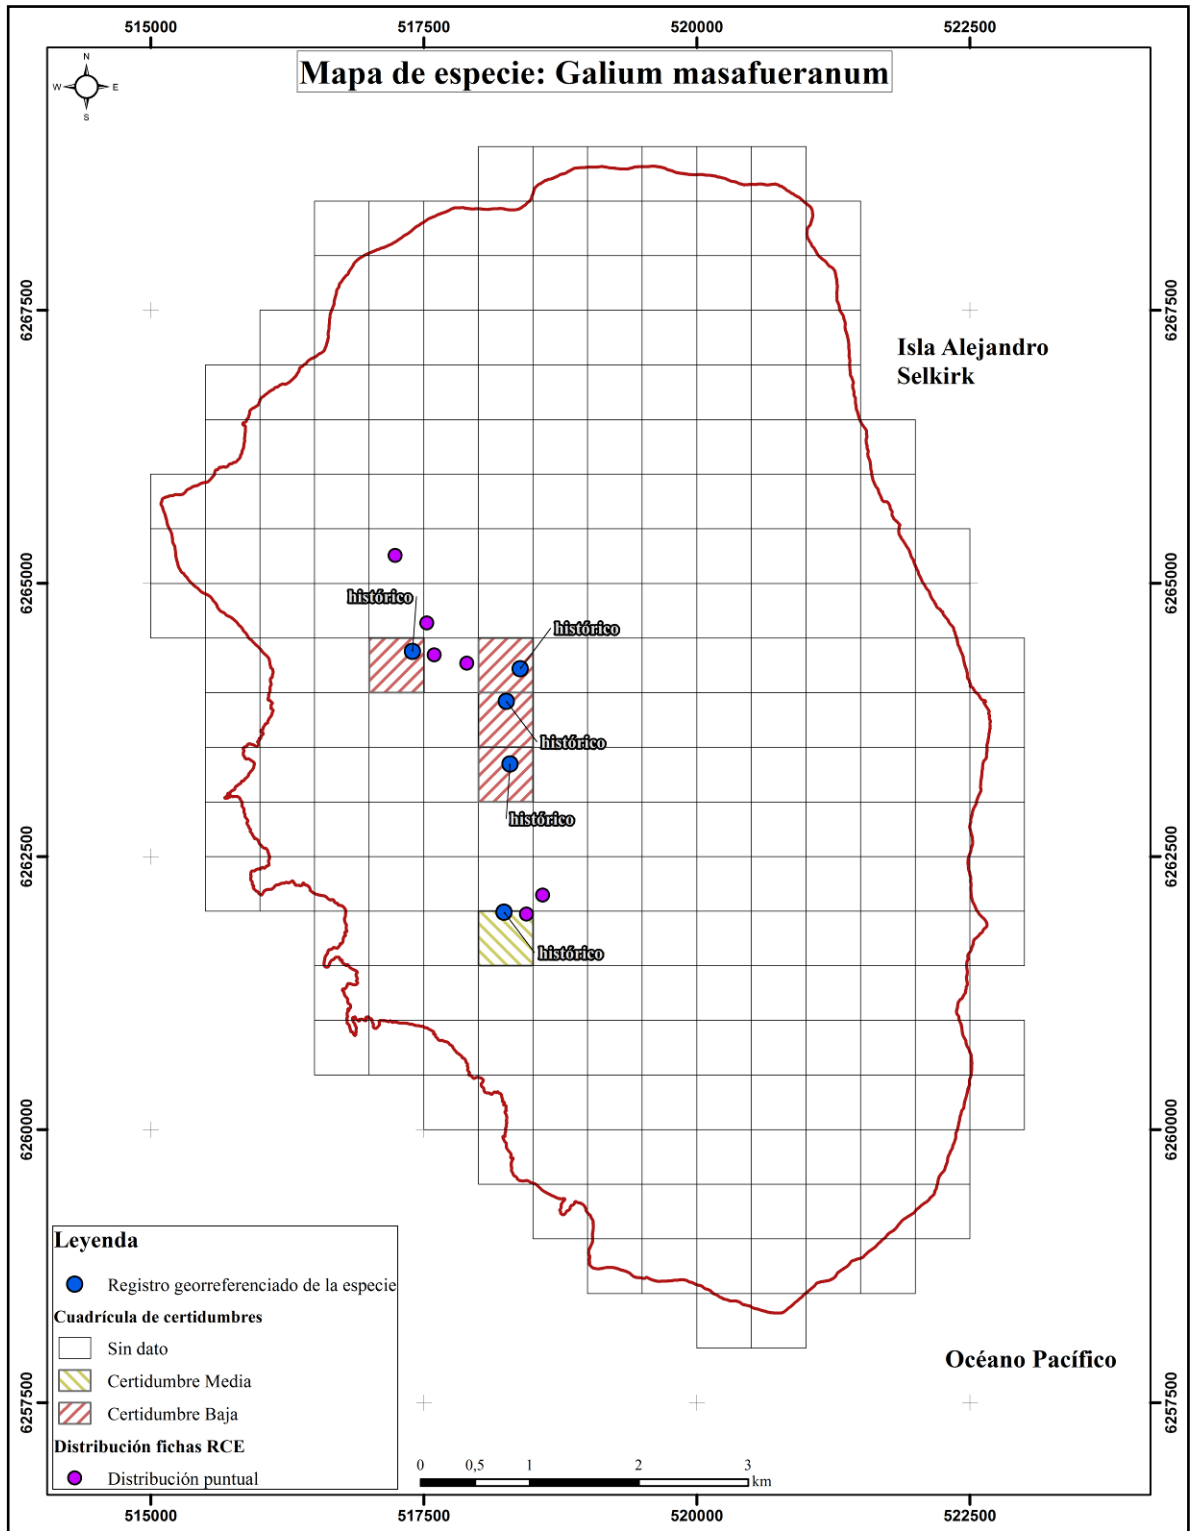 515000 517500 520000 522500
N
W E
S
Mapa de especie: Galium masafueranum
6267500 6267500
Isla Alejandro
Selkirk
6265000 6265000
histórico
histórico
histórico
histórico
6262500 6262500
histórico
6260000 6260000
Leyenda
Registro georreferenciado de la especie
Cuadrícula de certidumbres
Sin dato
Certidumbre Media
Certidumbre Baja
Distribución fichas RCE
Distribución puntual
Océano Pacífico
6257500 6257500
0 0,5 1 2 3
km
515000 517500 520000 522500